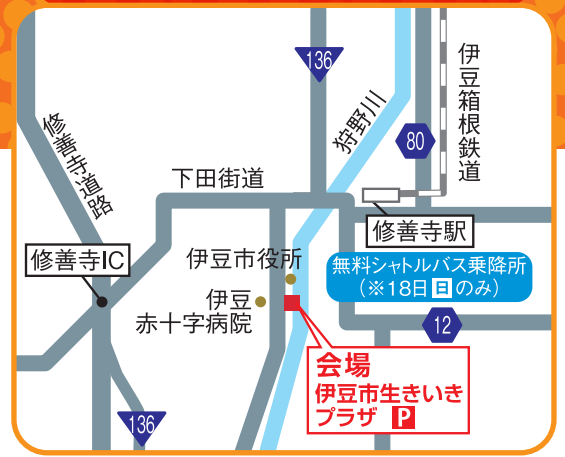 136
伊豆箱根鉄道
狩野川
修善寺道路
80
下田街道
修善寺駅
修善寺IC
伊豆市役所
無料シャトルバス乗降所
(※18日日のみ)
伊豆
赤十字病院
12
会場
伊豆市生きいき
プラザ P
136